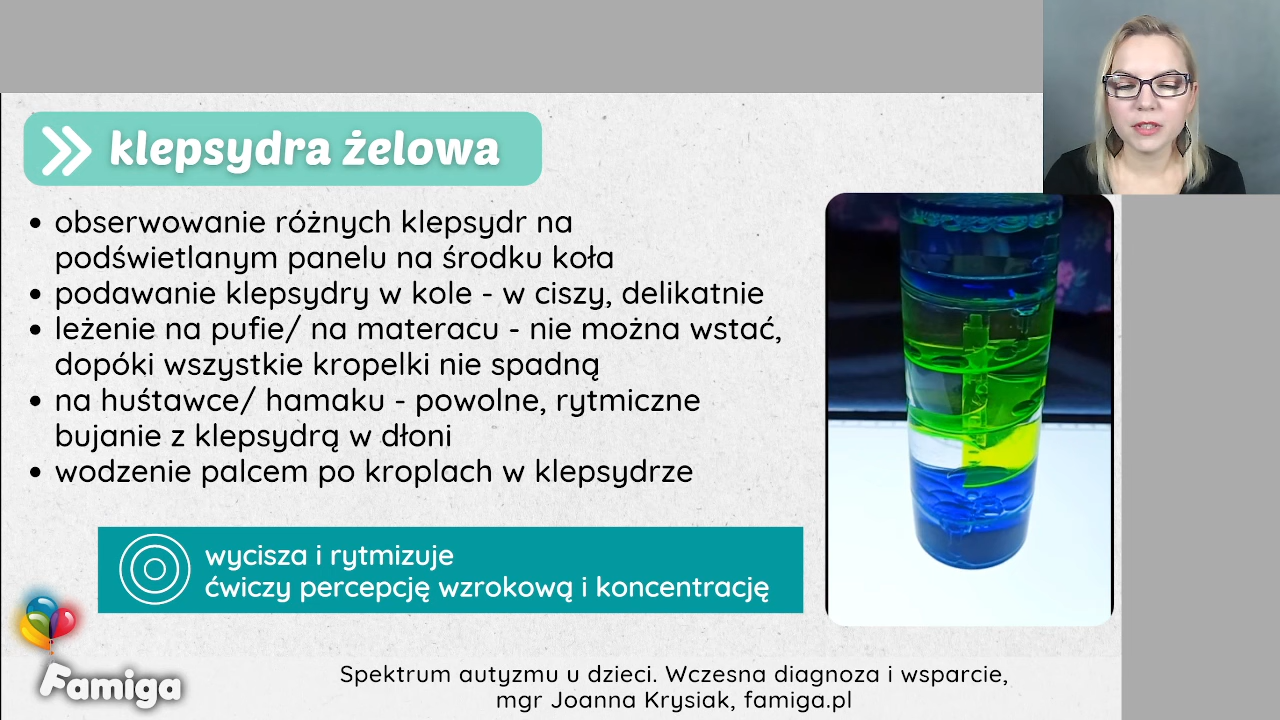 klepsydra żelowa
obserwowanie różnych klepsydr na
podświetlanym panelu na środku koła
podawanie klepsydry w kole - w ciszy, delikatnie
leżenie na pufie/ na materacu - nie można wstać,
dopóki wszystkie kropelki nie spadną
na huśtawce/ hamaku - powolne, rytmiczne
bujanie z klepsydrą w dłoni
wodzenie palcem po kroplach w klepsydrze
wycisza i rytmizuje
ćwiczy percepcję wzrokową i koncentrację
Famiga
Spektrum autyzmu u dzieci. Wczesna diagnoza i wsparcie,
mgr Joanna Krysiak, famiga.pl